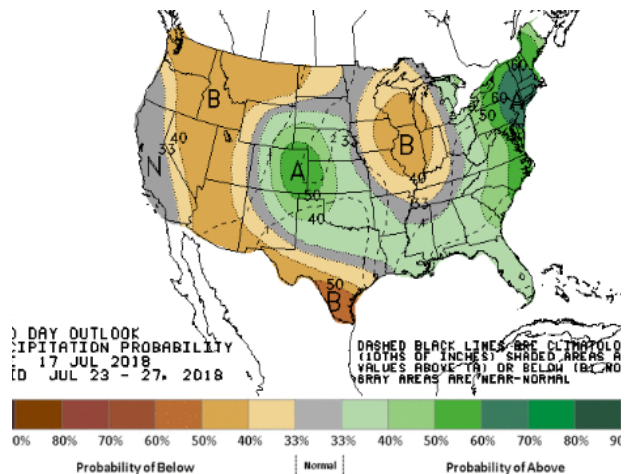 60
A
60
50
B
40
33
N
33
B
40
33
A
50
40
50
B
0 DAY OUTLOOK
CIPITATION PROBABILITY
17 JUL 2018
ED JUL 23 - 27, 2018
DASHED BLACK LINES ARE CLIMATOLO
(10THS OF INCHES) SHADED AREAS A
VALUES ABOVE (A) OR BELOW (B) NO
GRAY AREAS ARE NEAR-NORMAL
0% 80% 70% 60% 50% 40% 33% 33% 40% 50% 60% 70% 80% 90
Probability of Below Normal Probability of Above